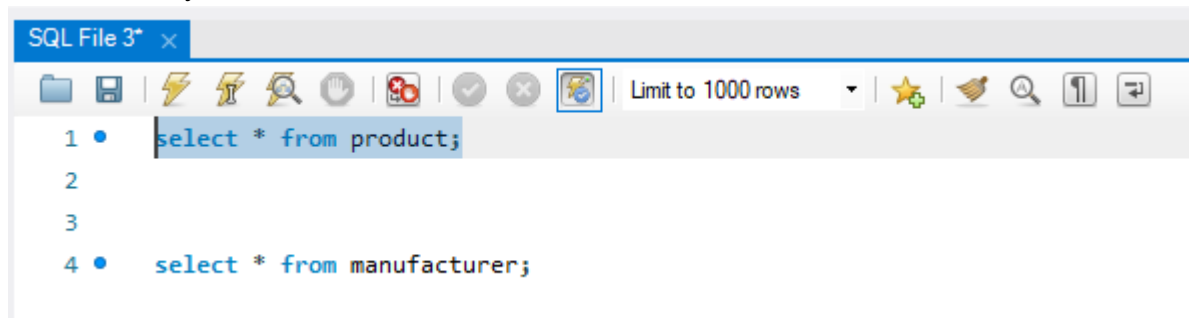 SQL File 3*
Limit to 1000 rows
1 select * from product;
2
3
4 select * from manufacturer;